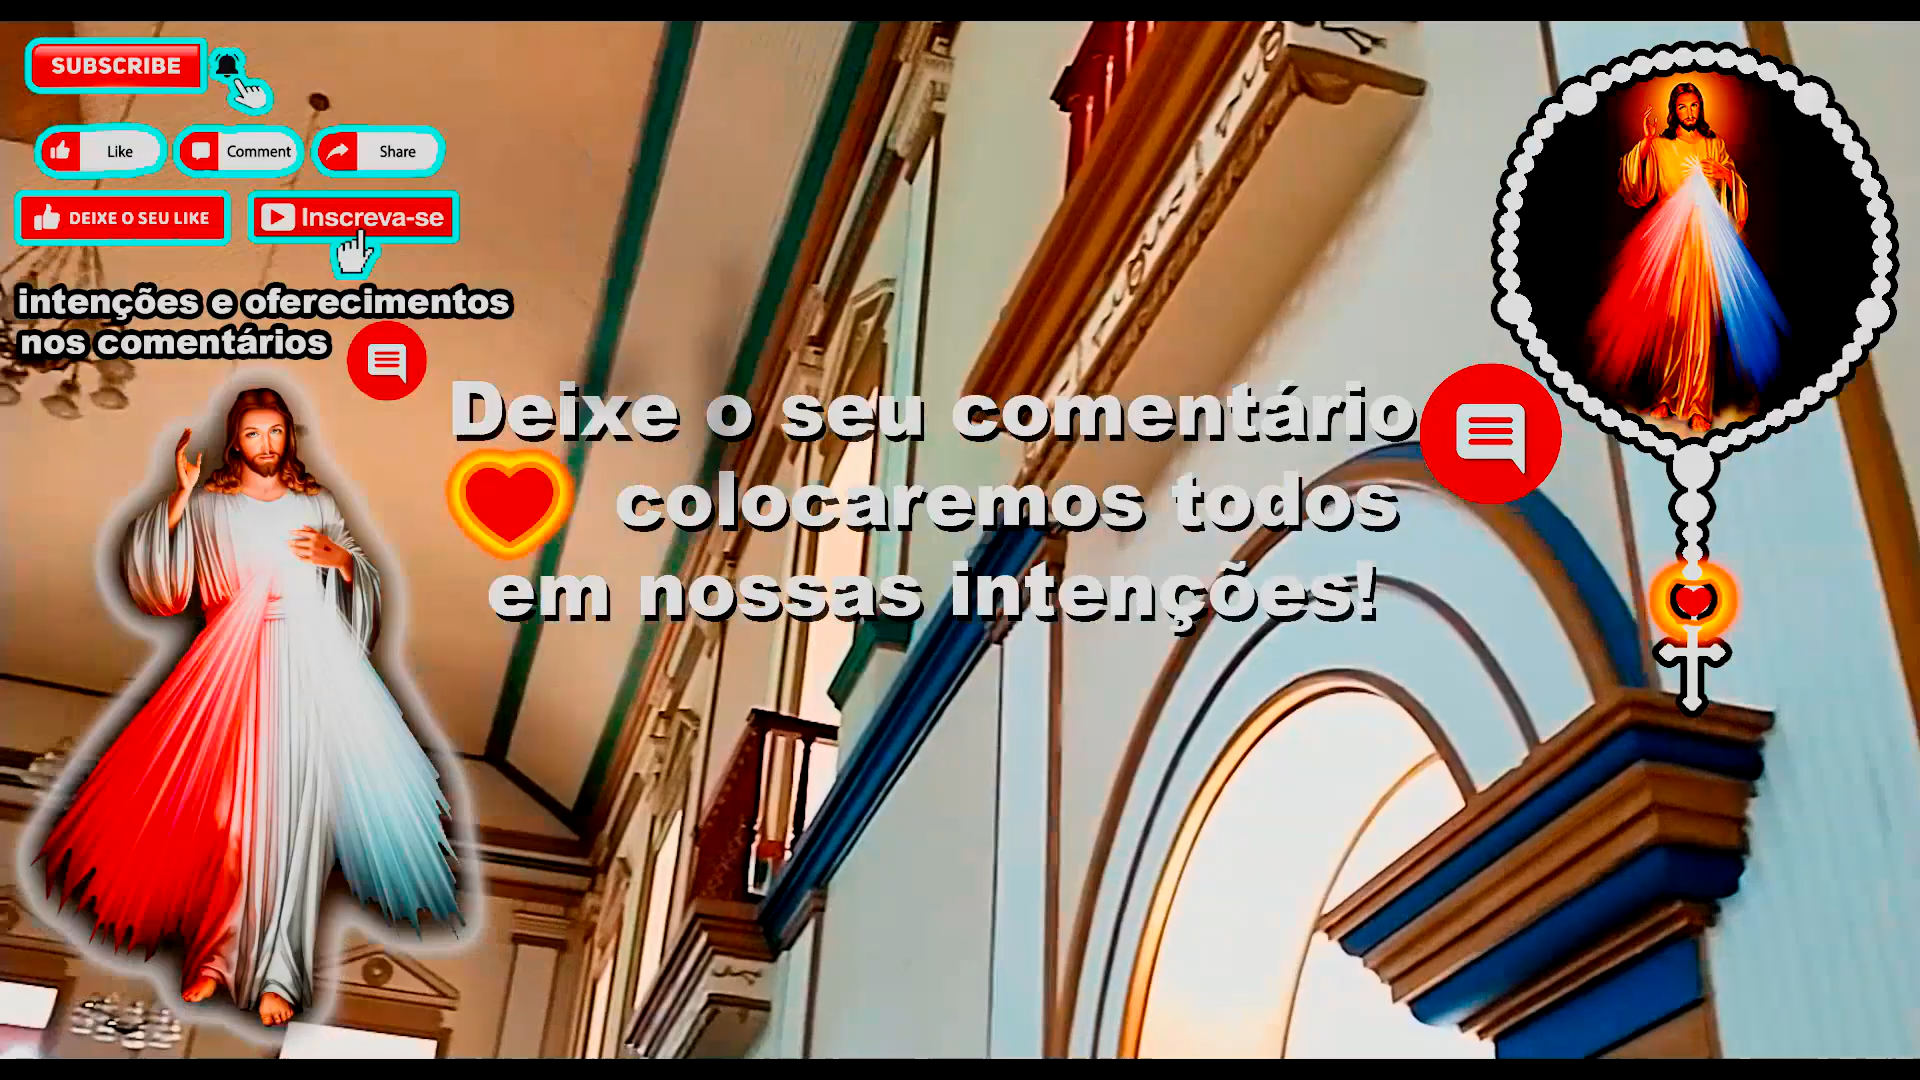 SUBSCRIBE
Like
Comment
Share
DEIXE O SEU LIKE
Inscreva-se
intenções e oferecimentos
nos comentários
Deixe o seu comentário
colocaremos todos
em nossas intenções!